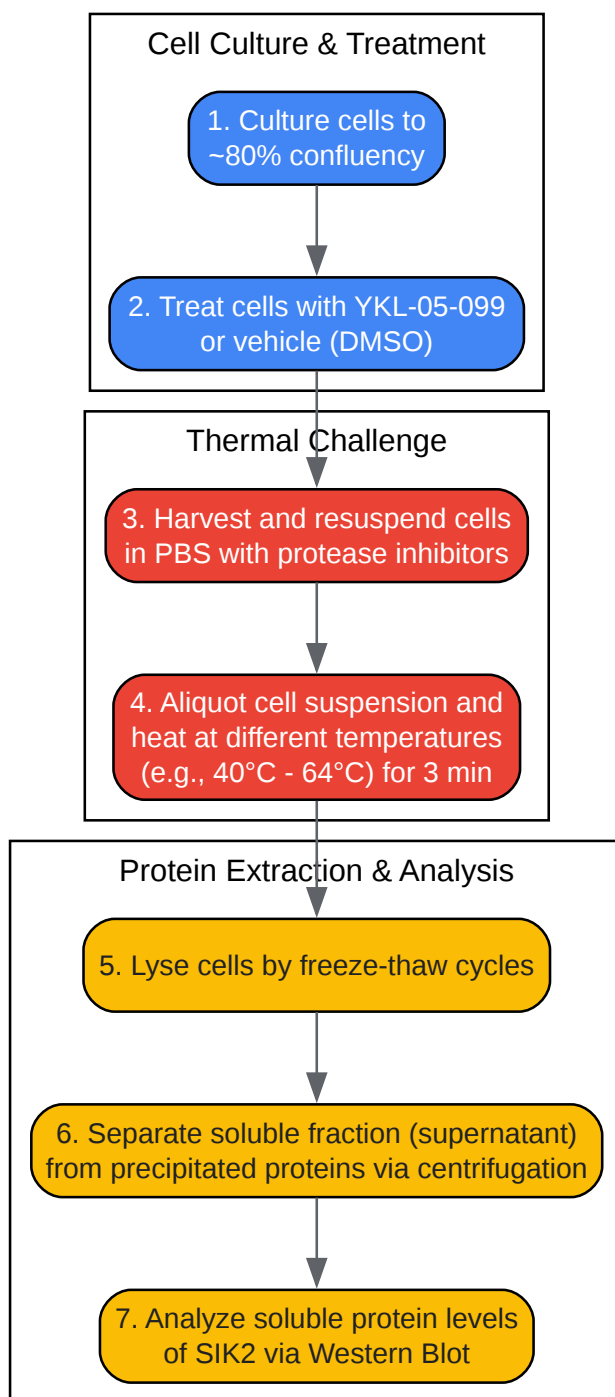 Cell Culture & Treatment
1. Culture cells to
~80% confluency
2. Treat cells with YKL-05-099
or vehicle (DMSO)
Thermal Challenge
3. Harvest and resuspend cells
in PBS with protease inhibitors
4. Aliquot cell suspension and
heat at different temperatures
(e.g., 40°C - 64°C) for 3 min
Protein Extraction & Analysis
5. Lyse cells by freeze-thaw cycles
6. Separate soluble fraction (supernatant)
from precipitated proteins via centrifugation
7. Analyze soluble protein levels
of SIK2 via Western Blot